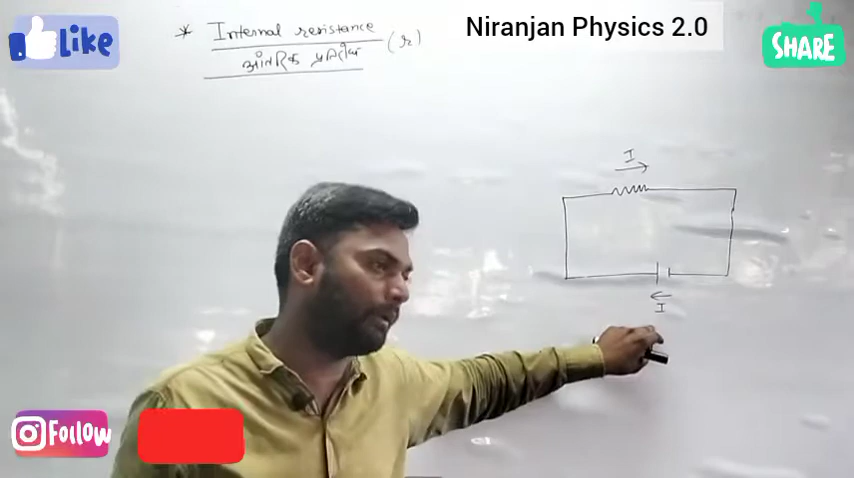 Like
* Internal resistance
आंतरिक प्रतिरोध (r)
Niranjan Physics 2.0
SHARE
I
I
Follow